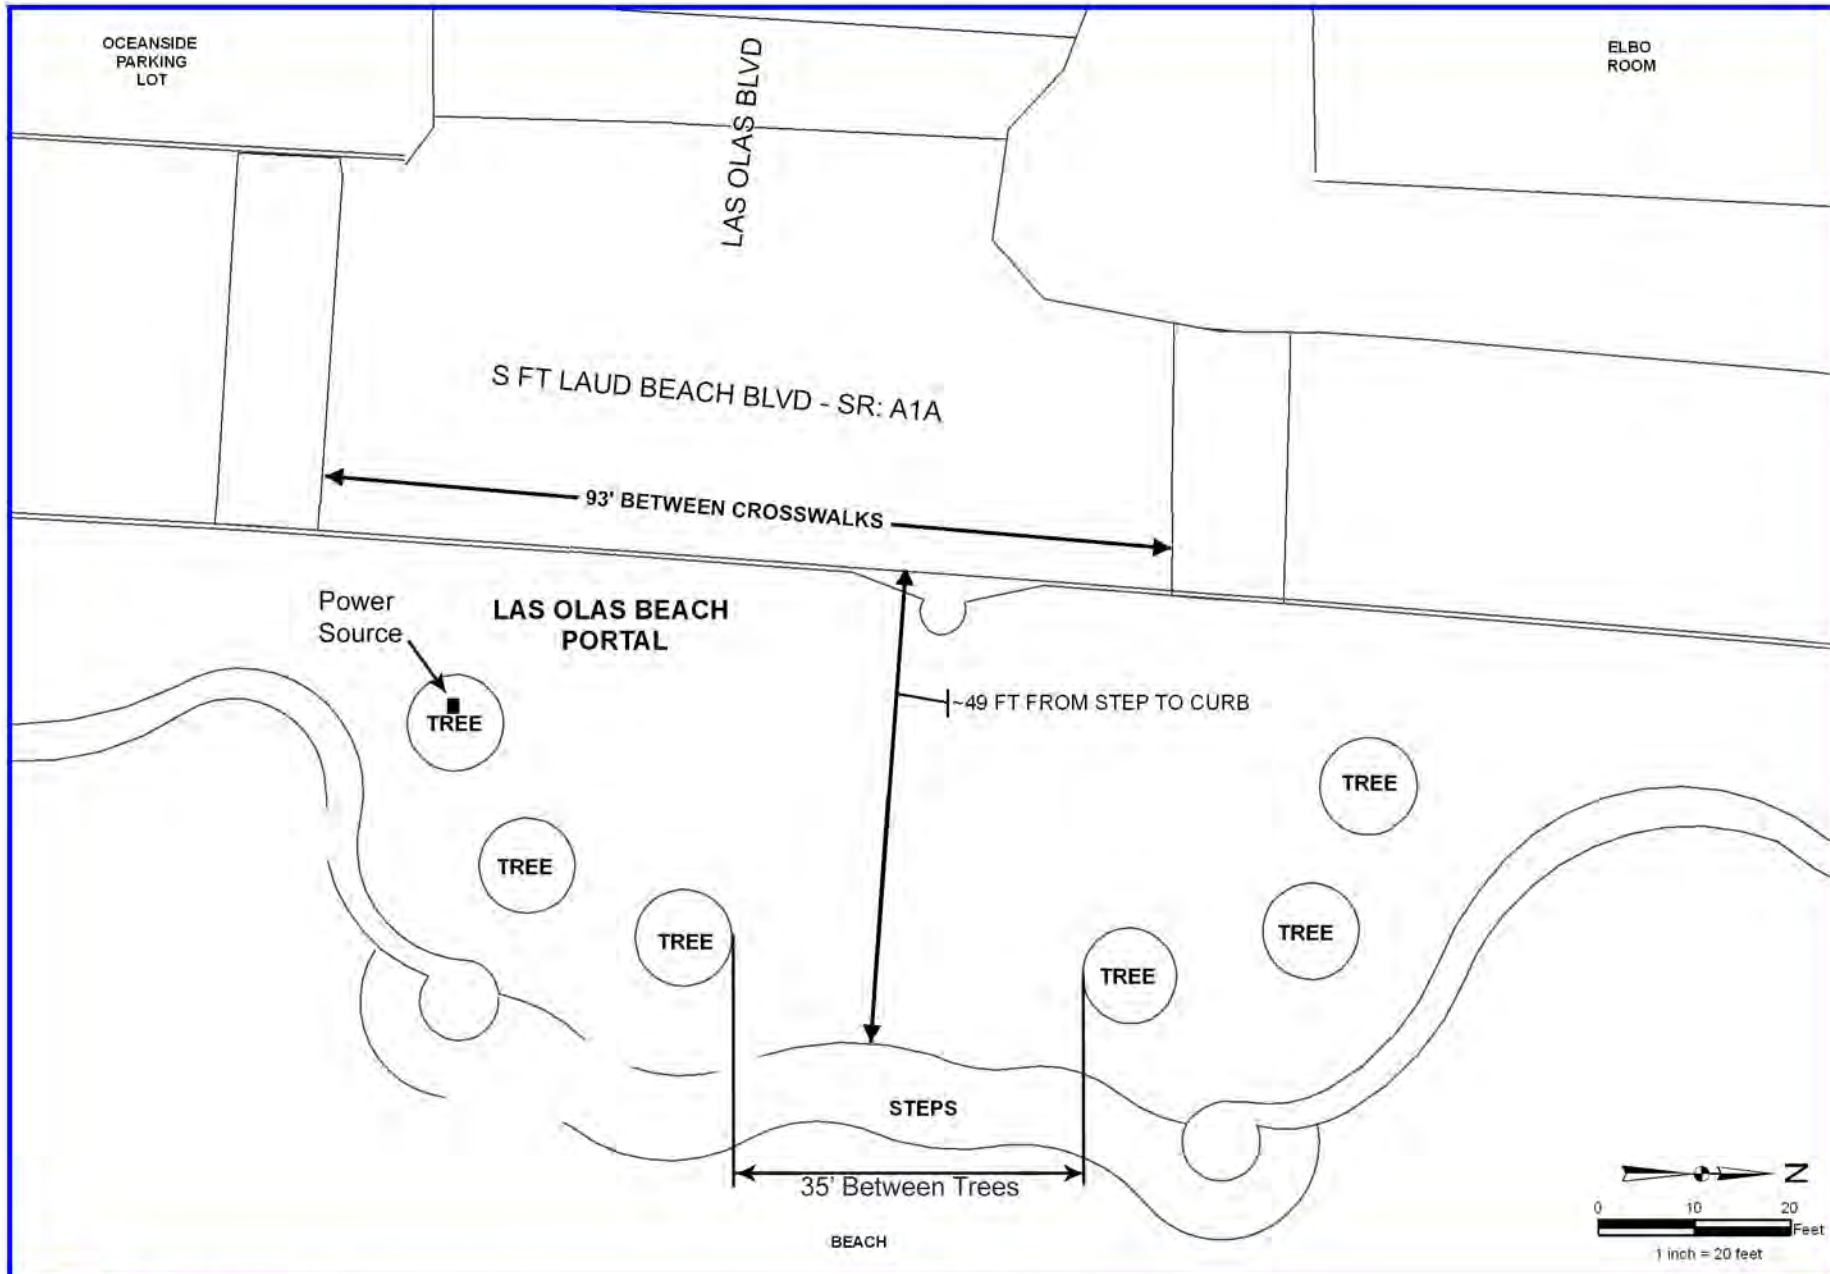 OCEANSIDE
PARKING
LOT
LAS OLAS BLVD
ELBO
ROOM
S FT LAUD BEACH BLVD - SR: A1A
93' BETWEEN CROSSWALKS
Power
Source
LAS OLAS BEACH
PORTAL
~49 FT FROM STEP TO CURB
TREE
TREE
TREE
TREE
TREE
TREE
STEPS
35' Between Trees
BEACH
N
0 10 20
Feet
1 inch = 20 feet